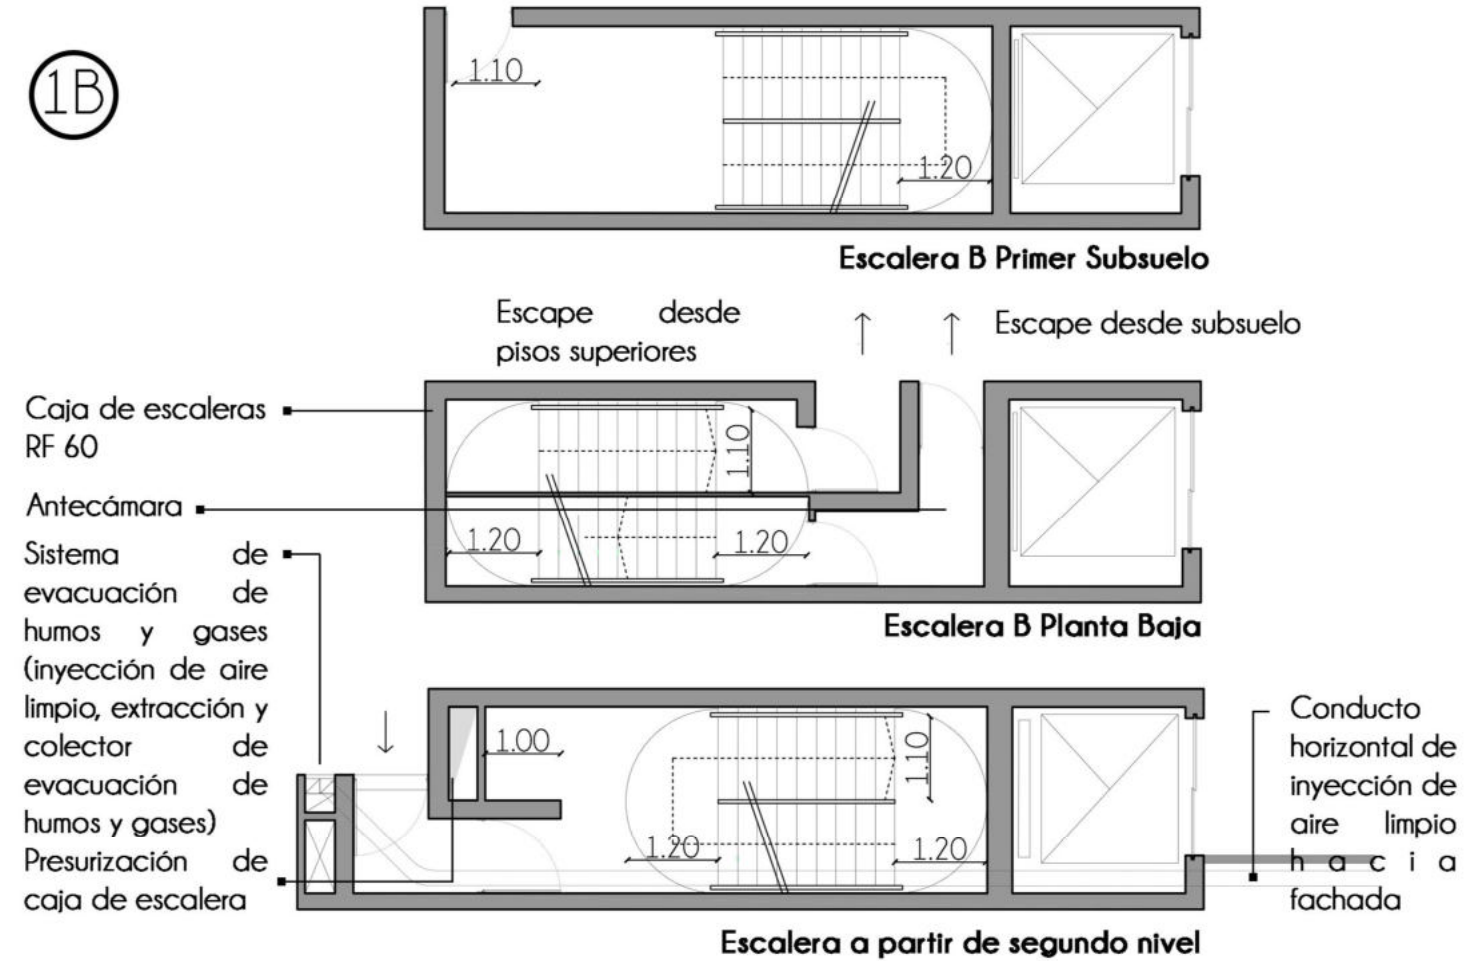 1B
1.10
1.20
Escalera B Primer Subsuelo
Escape desde
pisos superiores
Escape desde subsuelo
Caja de escaleras
RF 60
Antecámara
1.10
1.20
1.20
Escalera B Planta Baja
Sistema de
evacuación de
humos y gases
(inyección de aire
limpio, extracción y
colector de
evacuación de
humos y gases)
Presurización de
caja de escalera
1.00
1.10
1.20
1.20
Conducto
horizontal de
inyección de
aire limpio
hacia
fachada
Escalera a partir de segundo nivel